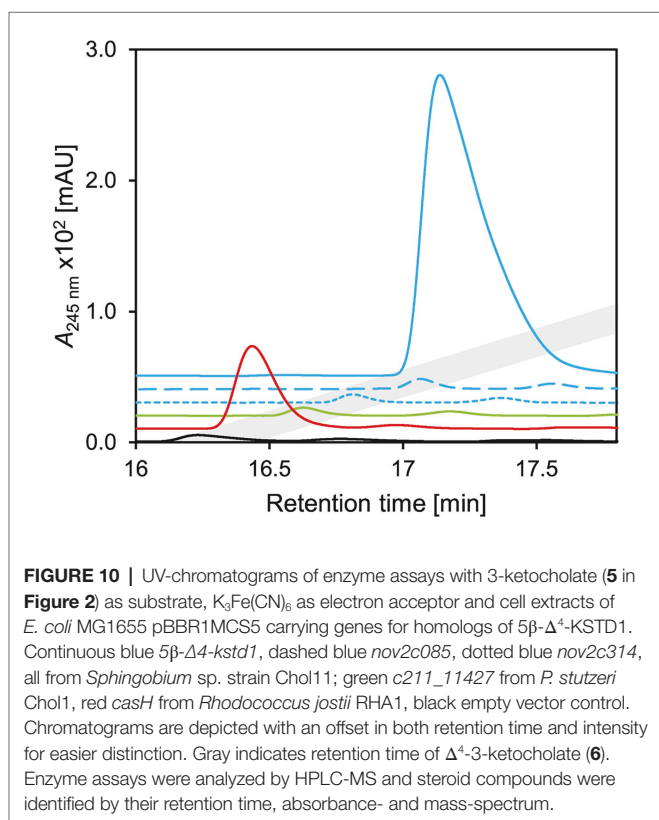 3.0
2.0
1.0
0.0
A245 nm x10² [mAU]
16
16.5
17
17.5
Retention time [min]
FIGURE 10 | UV-chromatograms of enzyme assays with 3-ketocholate (5 in
Figure 2) as substrate, K₃Fe(CN)₆ as electron acceptor and cell extracts of
E. coli MG1655 pBBR1MCS5 carrying genes for homologs of 5β-Δ⁴-KSTD1.
Continuous blue 5β-Δ4-kstd1, dashed blue nov2c085, dotted blue nov2c314,
all from Sphingobium sp. strain Chol11; green c211_11427 from P. stutzeri
Chol1, red casH from Rhodococcus jostii RHA1, black empty vector control.
Chromatograms are depicted with an offset in both retention time and intensity
for easier distinction. Gray indicates retention time of Δ⁴-3-ketocholate (6).
Enzyme assays were analyzed by HPLC-MS and steroid compounds were
identified by their retention time, absorbance- and mass-spectrum.